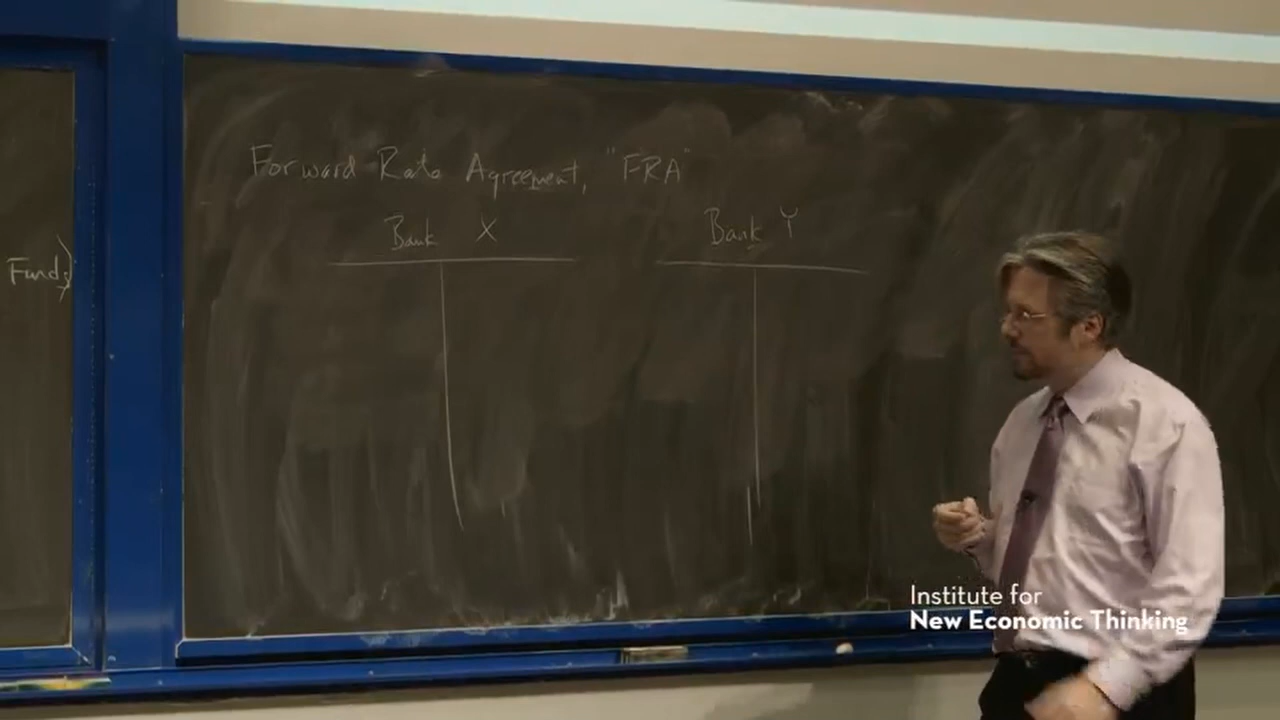 Forward Rate Agreement, "FRA"
Bank X
Bank Y
Funds)
Institute for
New Economic Thinking